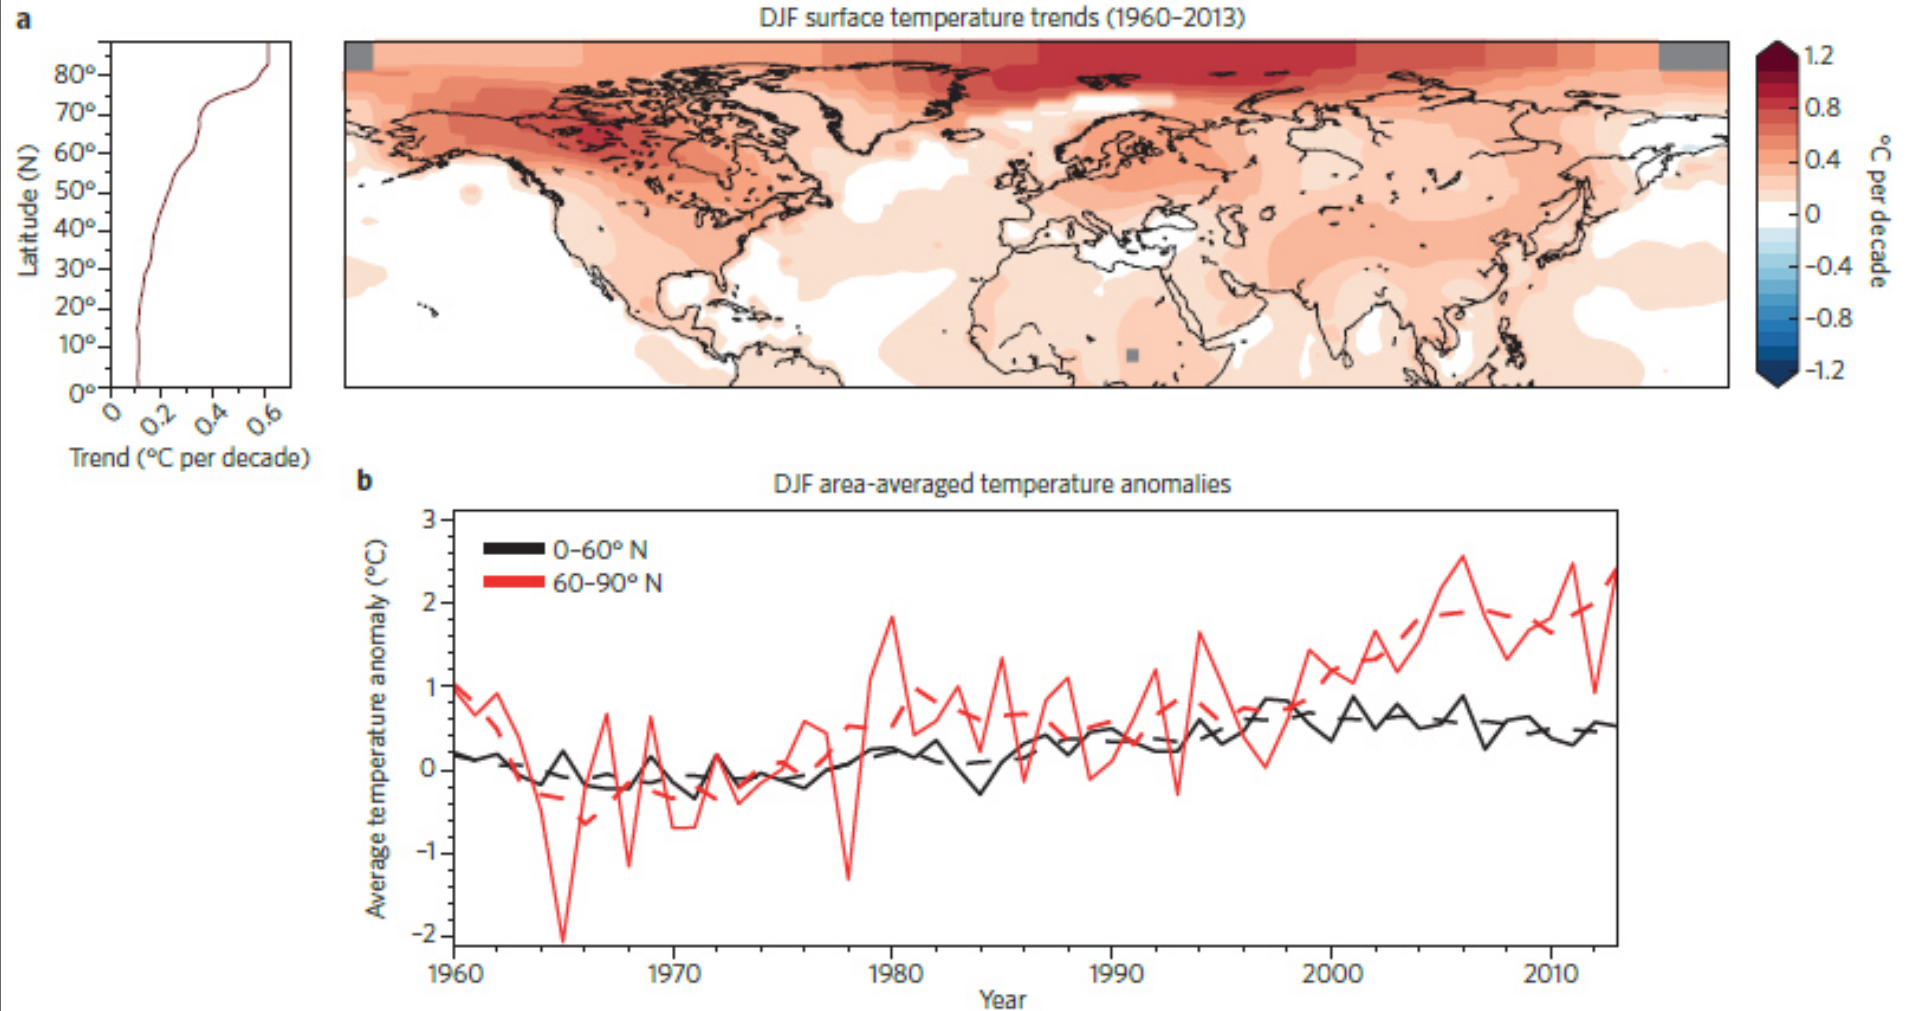 a
DJF surface temperature trends (1960–2013)
Latitude (N)
80°
70°
60°
50°
40°
30°
20°
10°
0°
0
0.2
0.4
0.6
Trend (°C per decade)
1.2
0.8
0.4
0
–0.4
–0.8
–1.2
°C per decade
b
DJF area-averaged temperature anomalies
Average temperature anomaly (°C)
3
2
1
0
–1
–2
0–60° N
60–90° N
1960
1970
1980
1990
2000
2010
Year